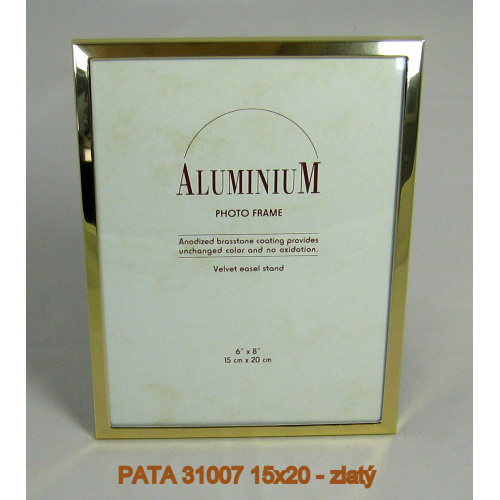 ALUMINIUM
PHOTO FRAME
Anodized brasstone coating provides
unchanged color and no oxidation.
Velvet easel stand
6" x 8"
15 cm x 20 cm
PATA 31007 15x20 - zlatý